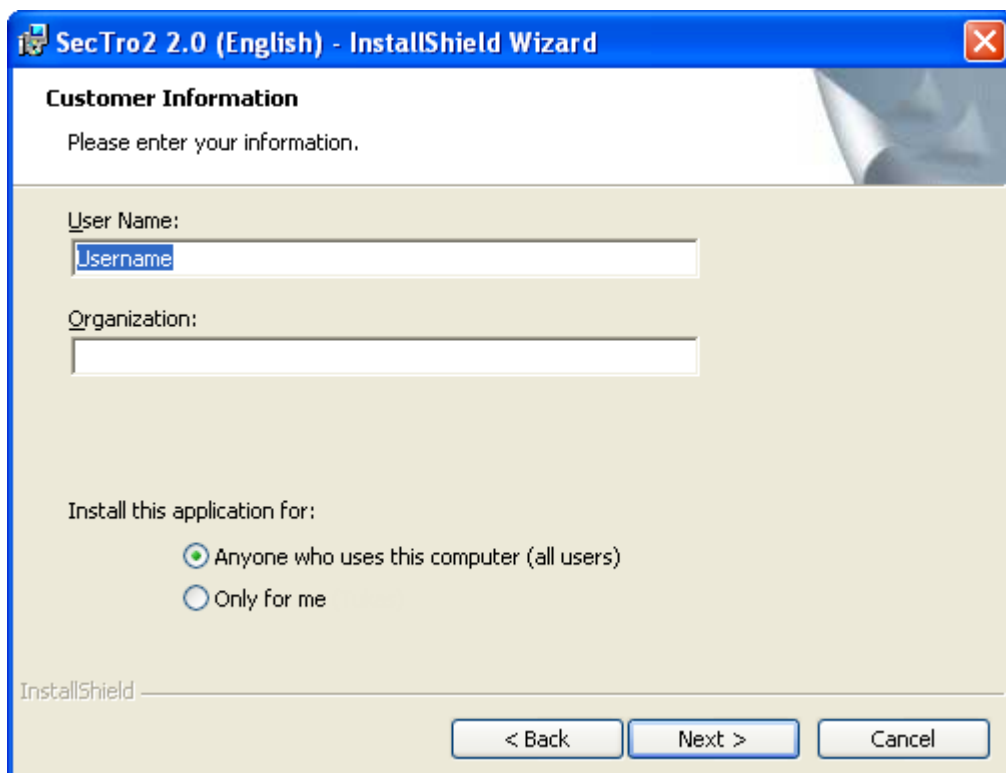 SecTro2 2.0 (English) - InstallShield Wizard
Customer Information
Please enter your information.
User Name:
Username
Organization:
Install this application for:
Anyone who uses this computer (all users)
Only for me
InstallShield
< Back Next > Cancel